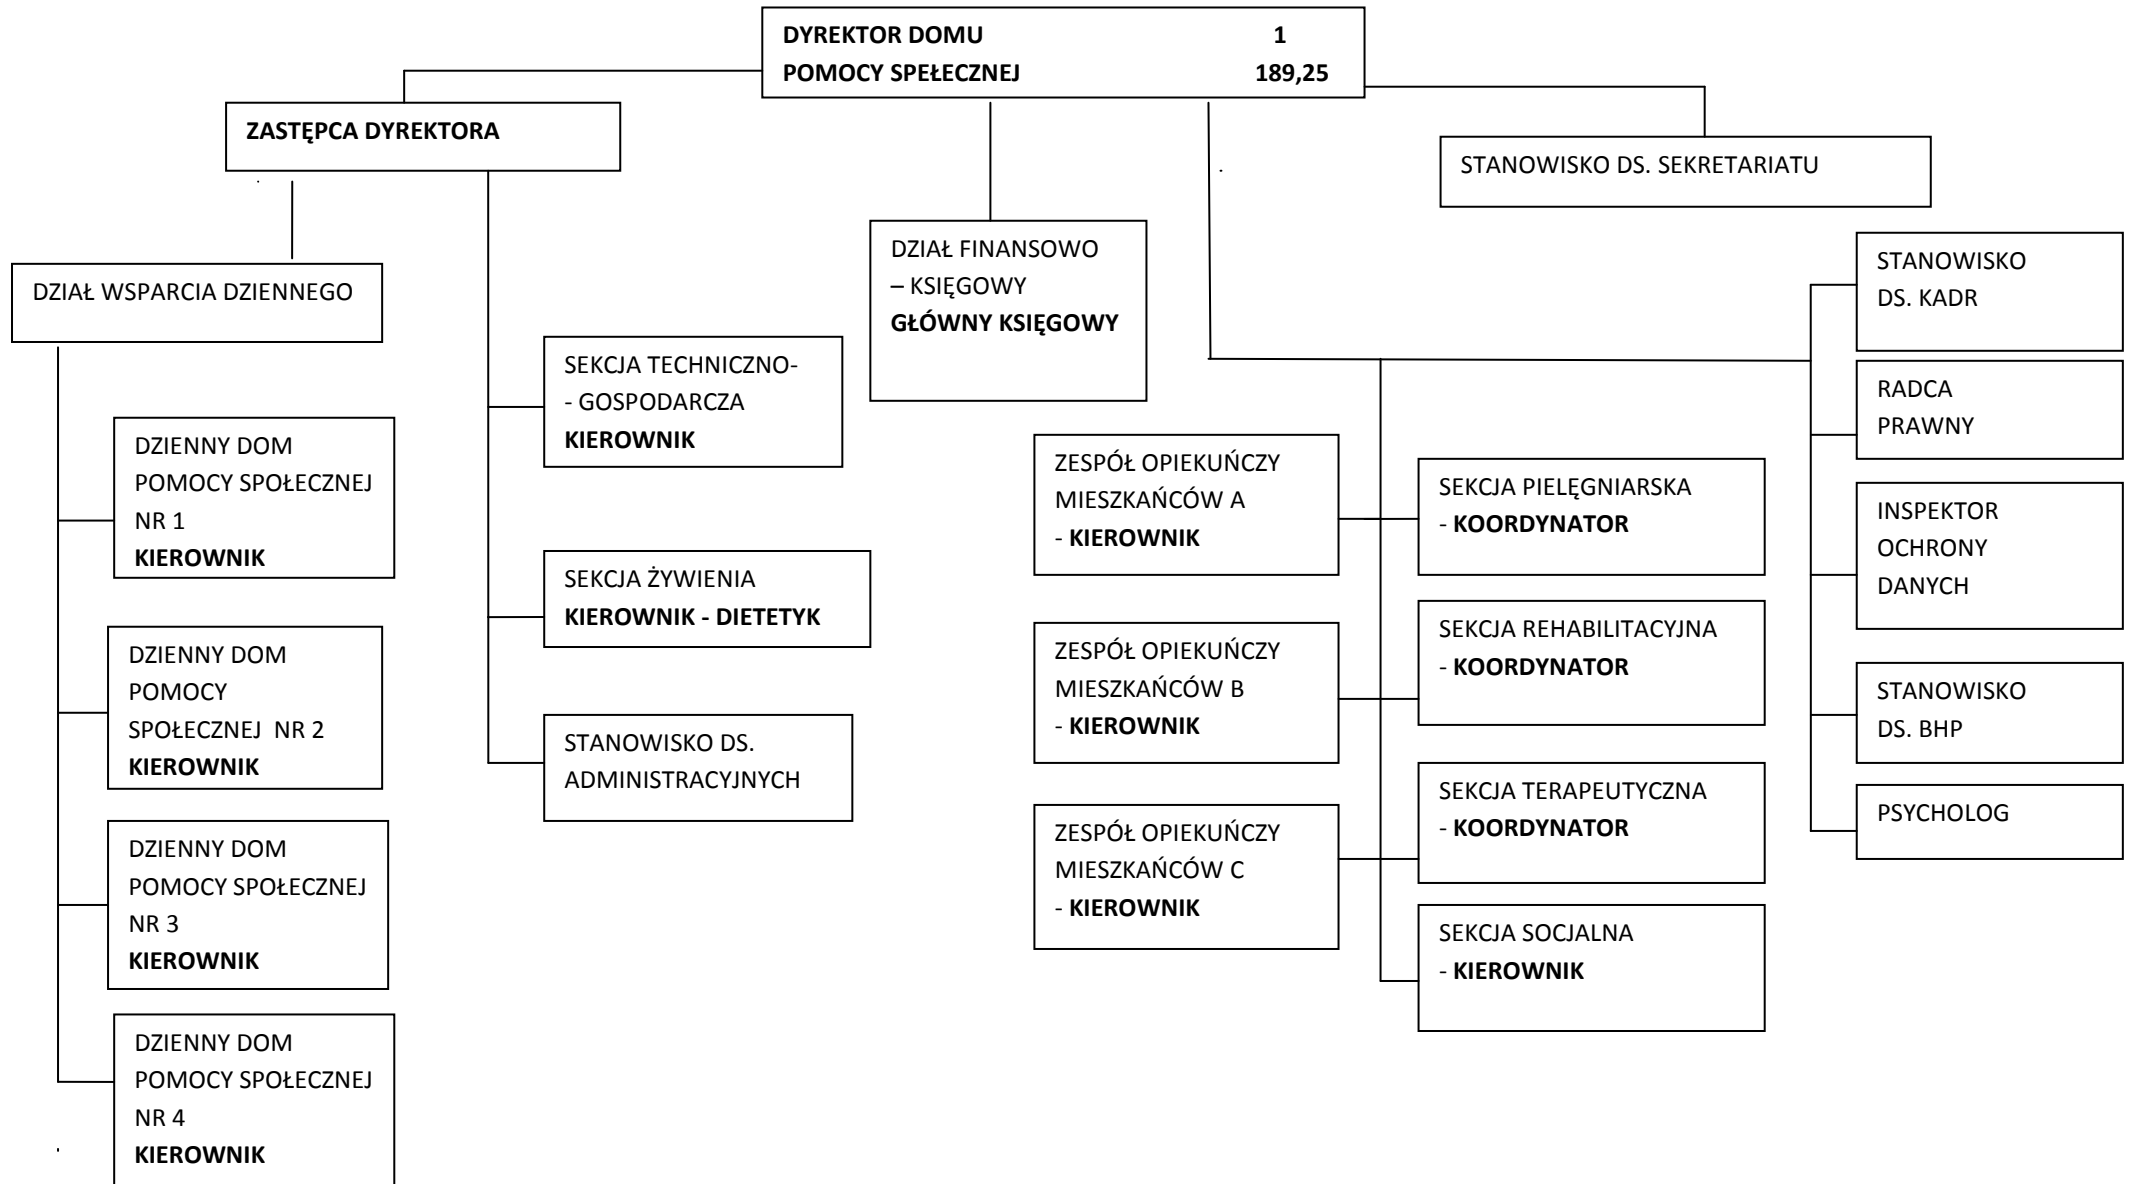 DYREKTOR DOMU 1
POMOCY SPEŁECZNEJ 189,25
ZASTĘPCA DYREKTORA
STANOWISKO DS. SEKRETARIATU
DZIAŁ WSPARCIA DZIENNEGO
DZIENNY DOM
POMOCY SPOŁECZNEJ
NR 1
KIEROWNIK
DZIENNY DOM
POMOCY
SPOŁECZNEJ NR 2
KIEROWNIK
DZIENNY DOM
POMOCY SPOŁECZNEJ
NR 3
KIEROWNIK
DZIENNY DOM
POMOCY SPOŁECZNEJ
NR 4
KIEROWNIK
SEKCJA TECHNICZNO-
- GOSPODARCZA
KIEROWNIK
SEKCJA ŻYWIENIA
KIEROWNIK - DIETETYK
STANOWISKO DS.
ADMINISTRACYJNYCH
DZIAŁ FINANSOWO
– KSIĘGOWY
GŁÓWNY KSIĘGOWY
ZESPÓŁ OPIEKUŃCZY
MIESZKAŃCÓW A
- KIEROWNIK
ZESPÓŁ OPIEKUŃCZY
MIESZKAŃCÓW B
- KIEROWNIK
ZESPÓŁ OPIEKUŃCZY
MIESZKAŃCÓW C
- KIEROWNIK
SEKCJA PIELĘGNIARSKA
- KOORDYNATOR
SEKCJA REHABILITACYJNA
- KOORDYNATOR
SEKCJA TERAPEUTYCZNA
- KOORDYNATOR
SEKCJA SOCJALNA
- KIEROWNIK
STANOWISKO
DS. KADR
RADCA
PRAWNY
INSPEKTOR
OCHRONY
DANYCH
STANOWISKO
DS. BHP
PSYCHOLOG